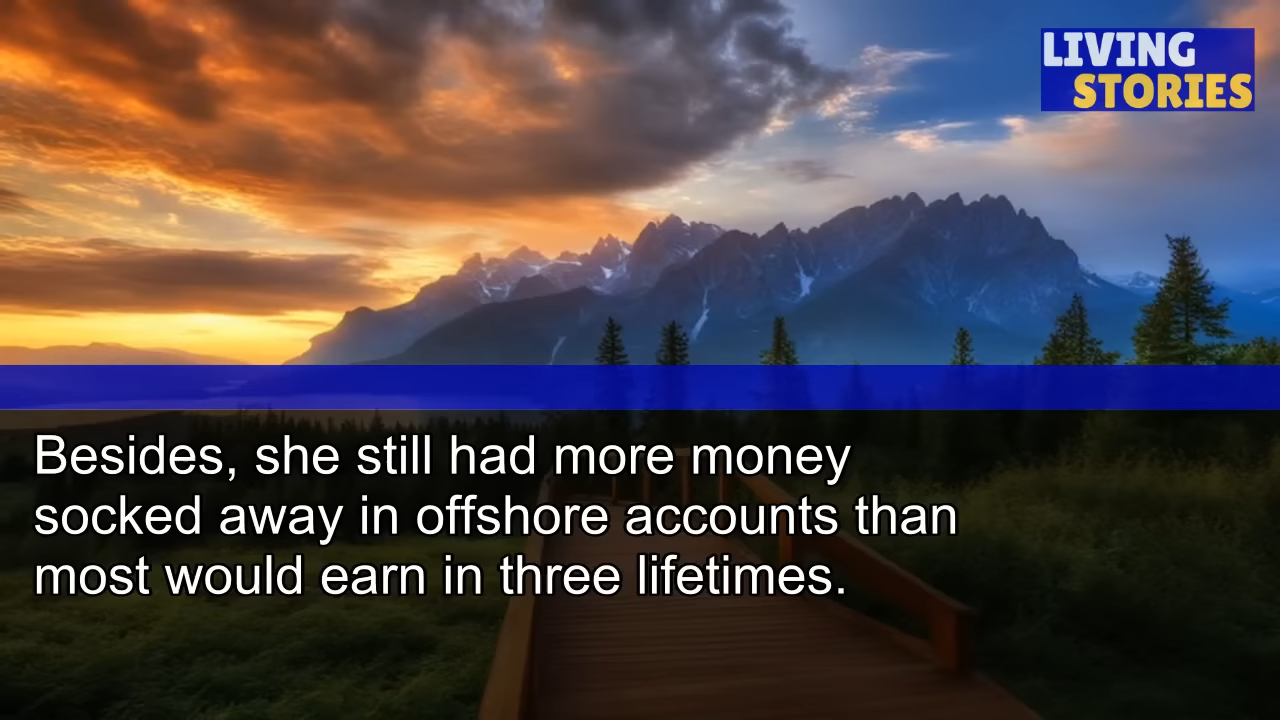 LIVING
STORIES
Besides, she still had more money
socked away in offshore accounts than
most would earn in three lifetimes.